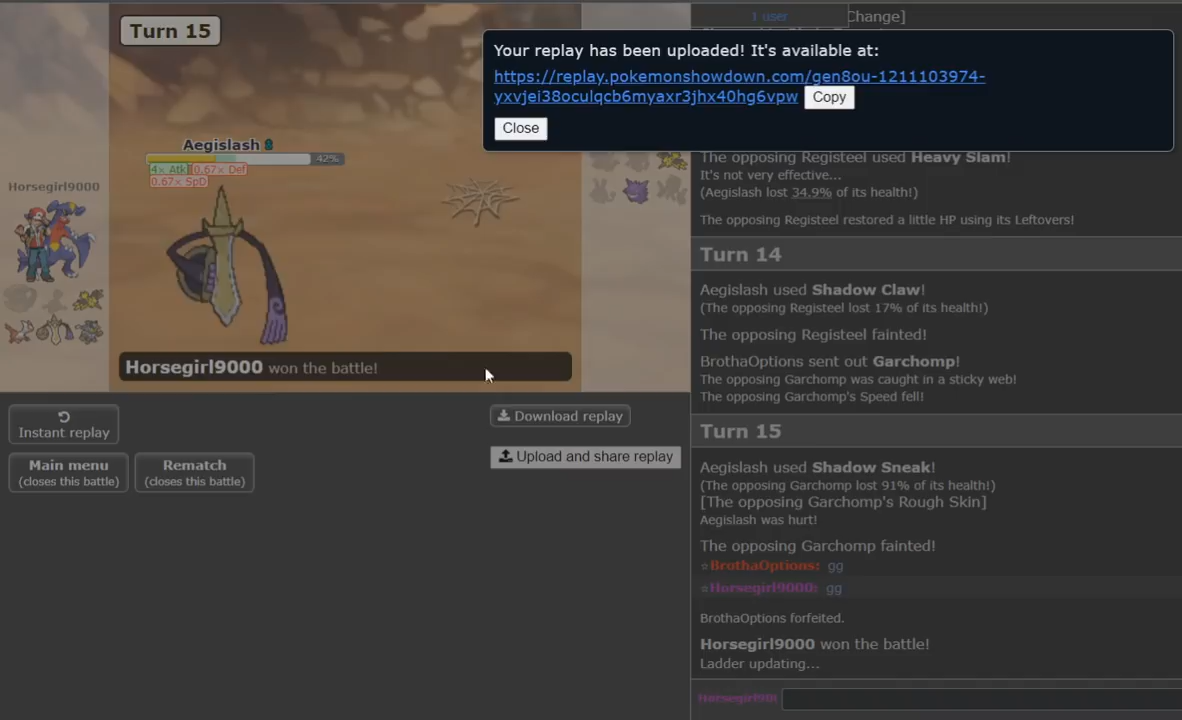 Turn 15
Aegislash
42%
4× Atk 0.67× Def
0.67× SpD
Horsegirl9000
Horsegirl9000 won the battle!
Instant replay
Main menu
(closes this battle)
Rematch
(closes this battle)
Download replay
Upload and share replay
1 user
Change]
Your replay has been uploaded! It's available at:
https://replay.pokemonshowdown.com/gen8ou-1211103974-
yxvjei38oculqcb6myaxr3jhx40hg6vpw Copy
Close
The opposing Registeel used Heavy Slam!
It's not very effective...
(Aegislash lost 34.9% of its health!)
The opposing Registeel restored a little HP using its Leftovers!
Turn 14
Aegislash used Shadow Claw!
(The opposing Registeel lost 17% of its health!)
The opposing Registeel fainted!
BrothaOptions sent out Garchomp!
The opposing Garchomp was caught in a sticky web!
The opposing Garchomp's Speed fell!
Turn 15
Aegislash used Shadow Sneak!
(The opposing Garchomp lost 91% of its health!)
[The opposing Garchomp's Rough Skin]
Aegislash was hurt!
The opposing Garchomp fainted!
☆BrothaOptions: gg
☆Horsegirl9000: gg
BrothaOptions forfeited.
Horsegirl9000 won the battle!
Ladder updating...